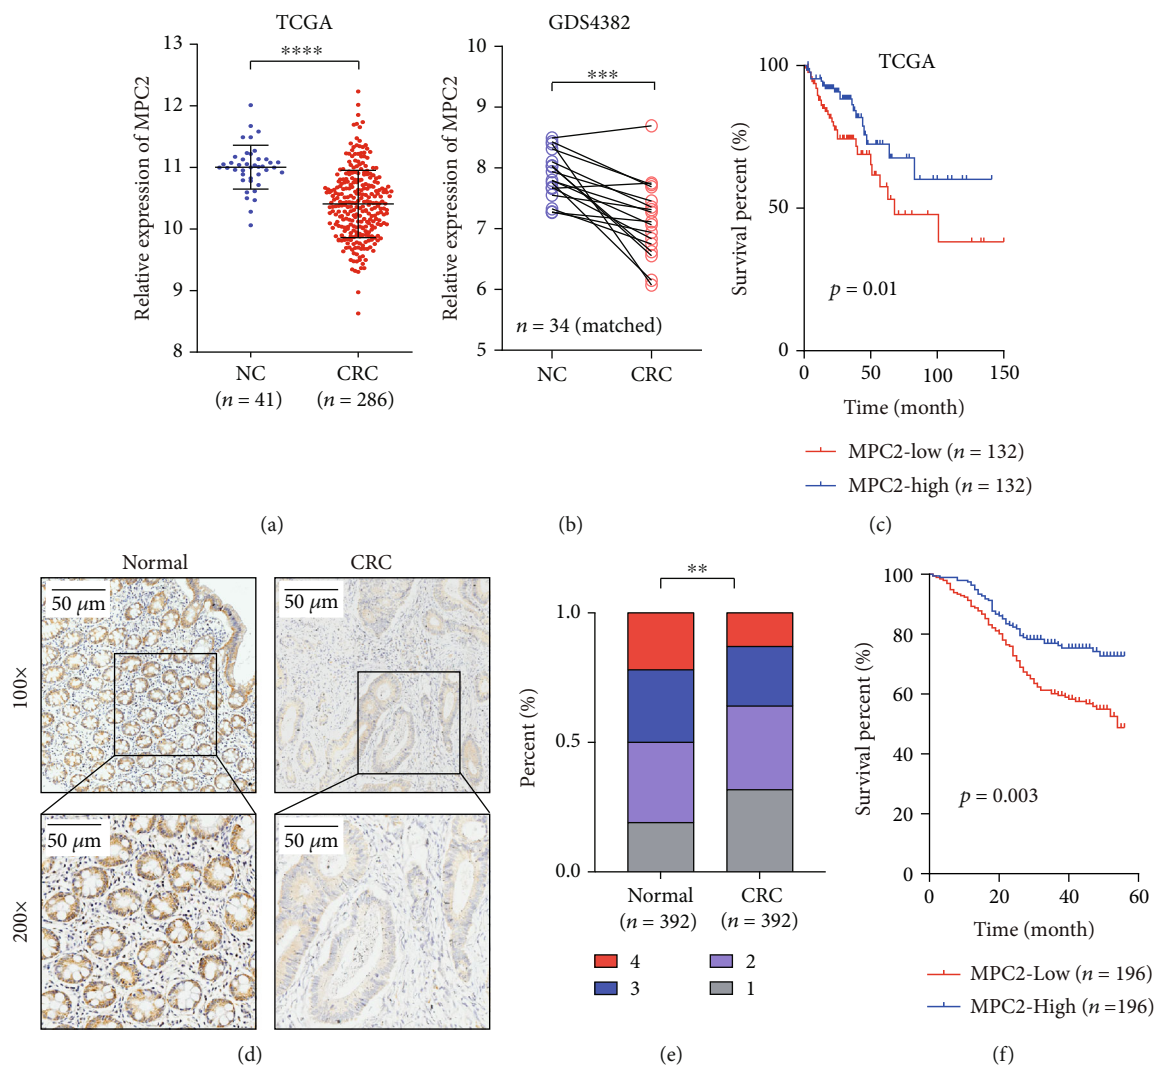 TCGA
****
Relative expression of MPC2
13
12
11
10
9
8
NC
(n = 41)
CRC
(n = 286)
(a)
GDS4382
***
Relative expression of MPC2
10
9
8
7
6
5
n = 34 (matched)
NC
CRC
(b)
TCGA
Survival percent (%)
100
50
0
p = 0.01
0
50
100
150
Time (month)
MPC2-low (n = 132)
MPC2-high (n = 132)
(c)
Normal
CRC
100×
50 μm
50 μm
200×
50 μm
50 μm
(d)
**
Percent (%)
1.0
0.5
0.0
Normal
(n = 392)
CRC
(n = 392)
4
2
3
1
(e)
Survival percent (%)
100
80
60
40
20
0
p = 0.003
0
20
40
60
Time (month)
MPC2-Low (n = 196)
MPC2-High (n =196)
(f)